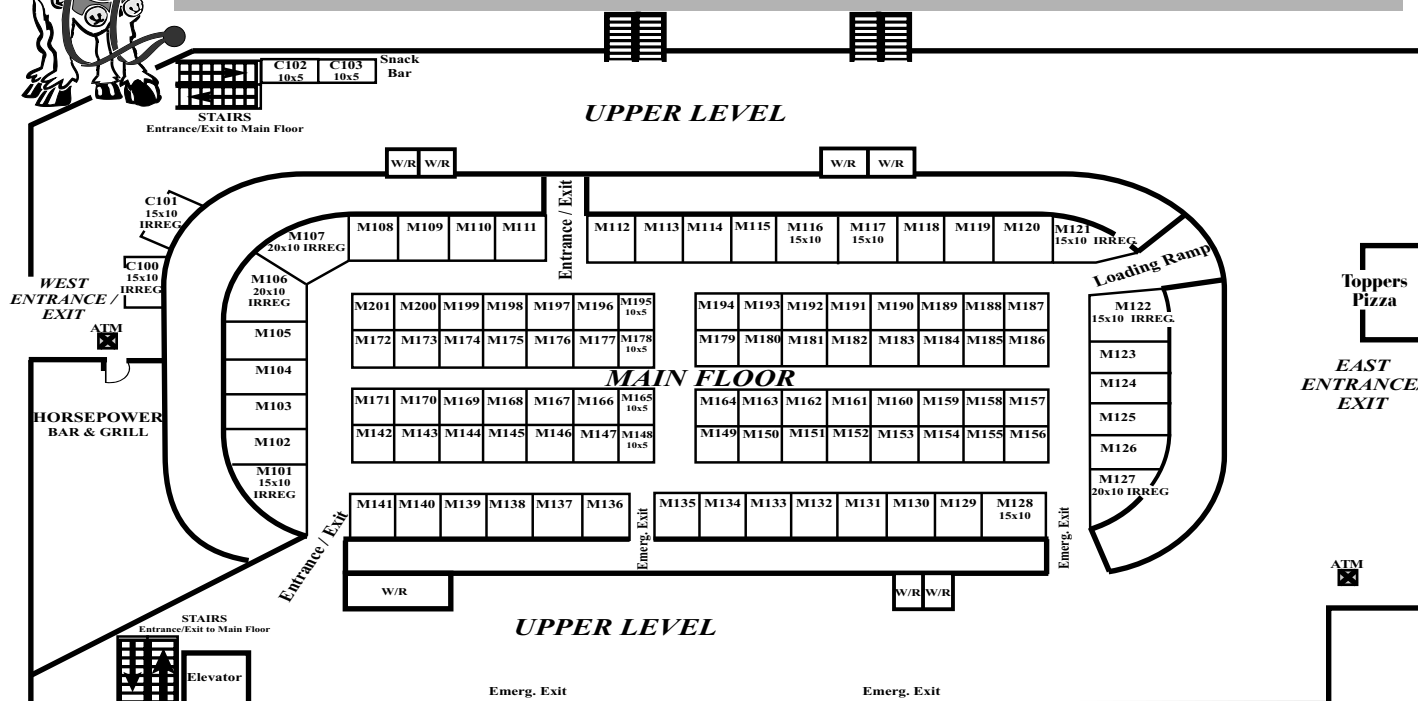 C102
10x5
C103
10x5
Snack
Bar
STAIRS
Entrance/Exit to Main Floor
UPPER LEVEL
W/R
W/R
W/R
W/R
C101
15x10
IRREG
C100
15x10
IRREG
WEST
ENTRANCE /
EXIT
ATM
HORSEPOWER
BAR & GRILL
M107
20x10 IRREG
M108
M109
M110
M111
Entrance / Exit
M112
M113
M114
M115
M116
15x10
M117
15x10
M118
M119
M120
M121
15x10 IRREG
Loading Ramp
Toppers
Pizza
M106
20x10
IRREG
M105
M104
M103
M102
M101
15x10
IRREG
M201
M200
M199
M198
M197
M196
M195
10x5
M194
M193
M192
M191
M190
M189
M188
M187
M172
M173
M174
M175
M176
M177
M178
10x5
M179
M180
M181
M182
M183
M184
M185
M186
MAIN FLOOR
M171
M170
M169
M168
M167
M166
M165
10x5
M164
M163
M162
M161
M160
M159
M158
M157
M142
M143
M144
M145
M146
M147
M148
10x5
M149
M150
M151
M152
M153
M154
M155
M156
M122
15x10 IRREG
M123
M124
M125
M126
M127
20x10 IRREG
EAST
ENTRANCE/
EXIT
M141
M140
M139
M138
M137
M136
Emerg. Exit
M135
M134
M133
M132
M131
M130
M129
M128
15x10
Emerg. Exit
Entrance / Exit
W/R
W/R
W/R
ATM
STAIRS
Entrance/Exit to Main Floor
UPPER LEVEL
Elevator
Emerg. Exit
Emerg. Exit